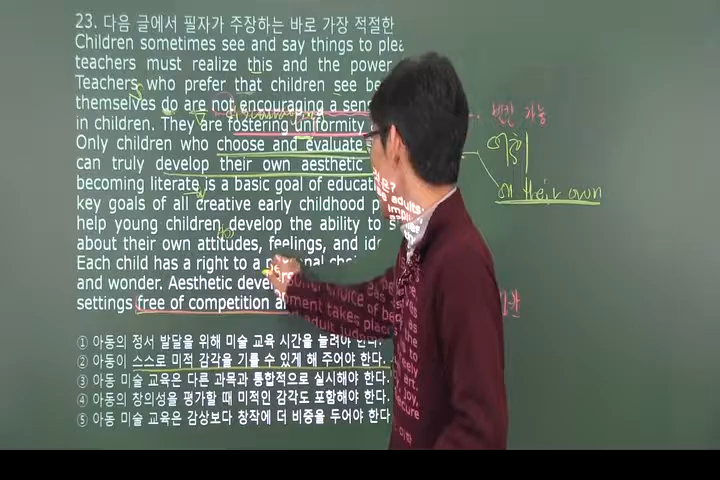 23. 다음 글에서 필자가 주장하는 바로 가장 적절한
Children sometimes see and say things to plea
teachers must realize this and the power
Teachers who prefer that children see be
themselves do are not encouraging a sens
in children. They are fostering uniformity
Only children who choose and evaluate
can truly develop their own aesthetic
becoming literate is a basic goal of educati
key goals of all creative early childhood p
help young children develop the ability to s
about their own attitudes, feelings, and ide
Each child has a right to a personal choi
and wonder. Aesthetic deve
settings free of competition a
① 아동의 정서 발달을 위해 미술 교육 시간을 늘려야 한다.
② 아동이 스스로 미적 감각을 기를 수 있게 해 주어야 한다.
③ 아동 미술 교육은 다른 과목과 통합적으로 실시해야 한다.
④ 아동의 창의성을 평가할 때 미적인 감각도 포함해야 한다.
⑤ 아동 미술 교육은 감상보다 창작에 더 비중을 두어야 한다
가능
on their own